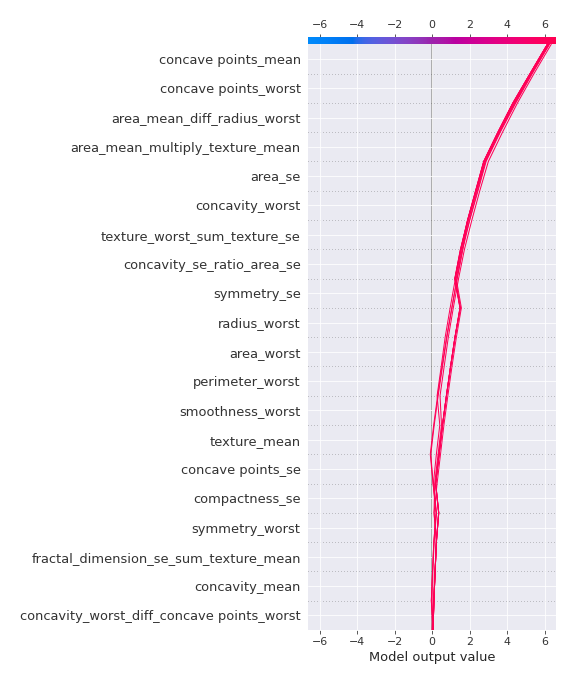 −6 −4 −2 0 2 4 6
concave points_mean
concave points_worst
area_mean_diff_radius_worst
area_mean_multiply_texture_mean
area_se
concavity_worst
texture_worst_sum_texture_se
concavity_se_ratio_area_se
symmetry_se
radius_worst
area_worst
perimeter_worst
smoothness_worst
texture_mean
concave points_se
compactness_se
symmetry_worst
fractal_dimension_se_sum_texture_mean
concavity_mean
concavity_worst_diff_concave points_worst
−6 −4 −2 0 2 4 6
Model output value